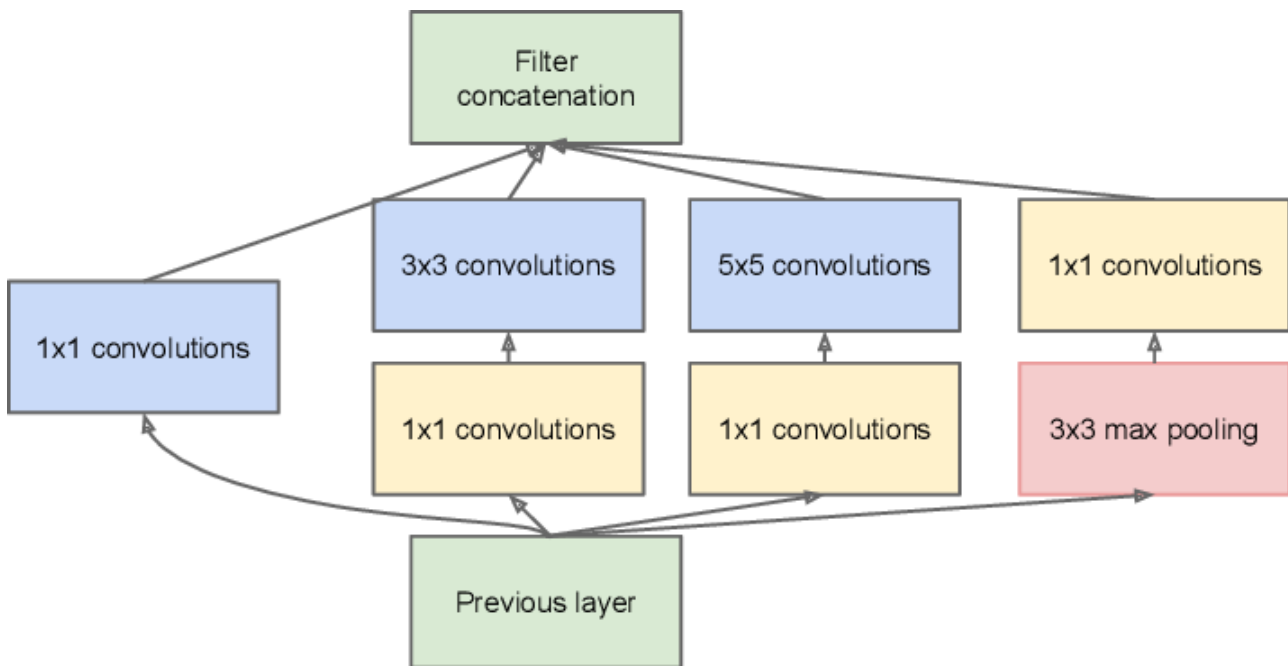 Filter
concatenation
3x3 convolutions
5x5 convolutions
1x1 convolutions
1x1 convolutions
1x1 convolutions
1x1 convolutions
3x3 max pooling
Previous layer